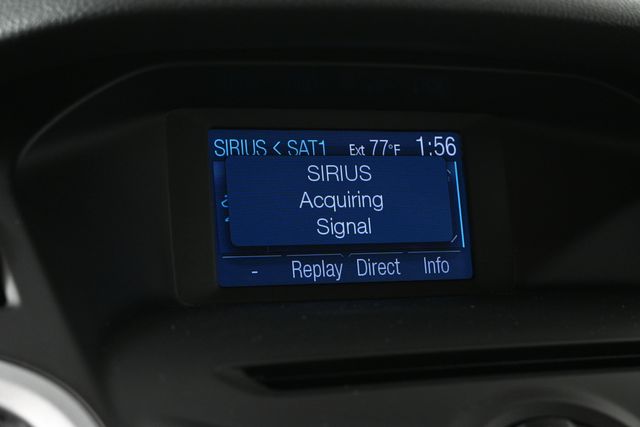 SIRIUS < SAT1 Ext 77°F 1:56
SIRIUS
Acquiring
Signal
- Replay Direct Info